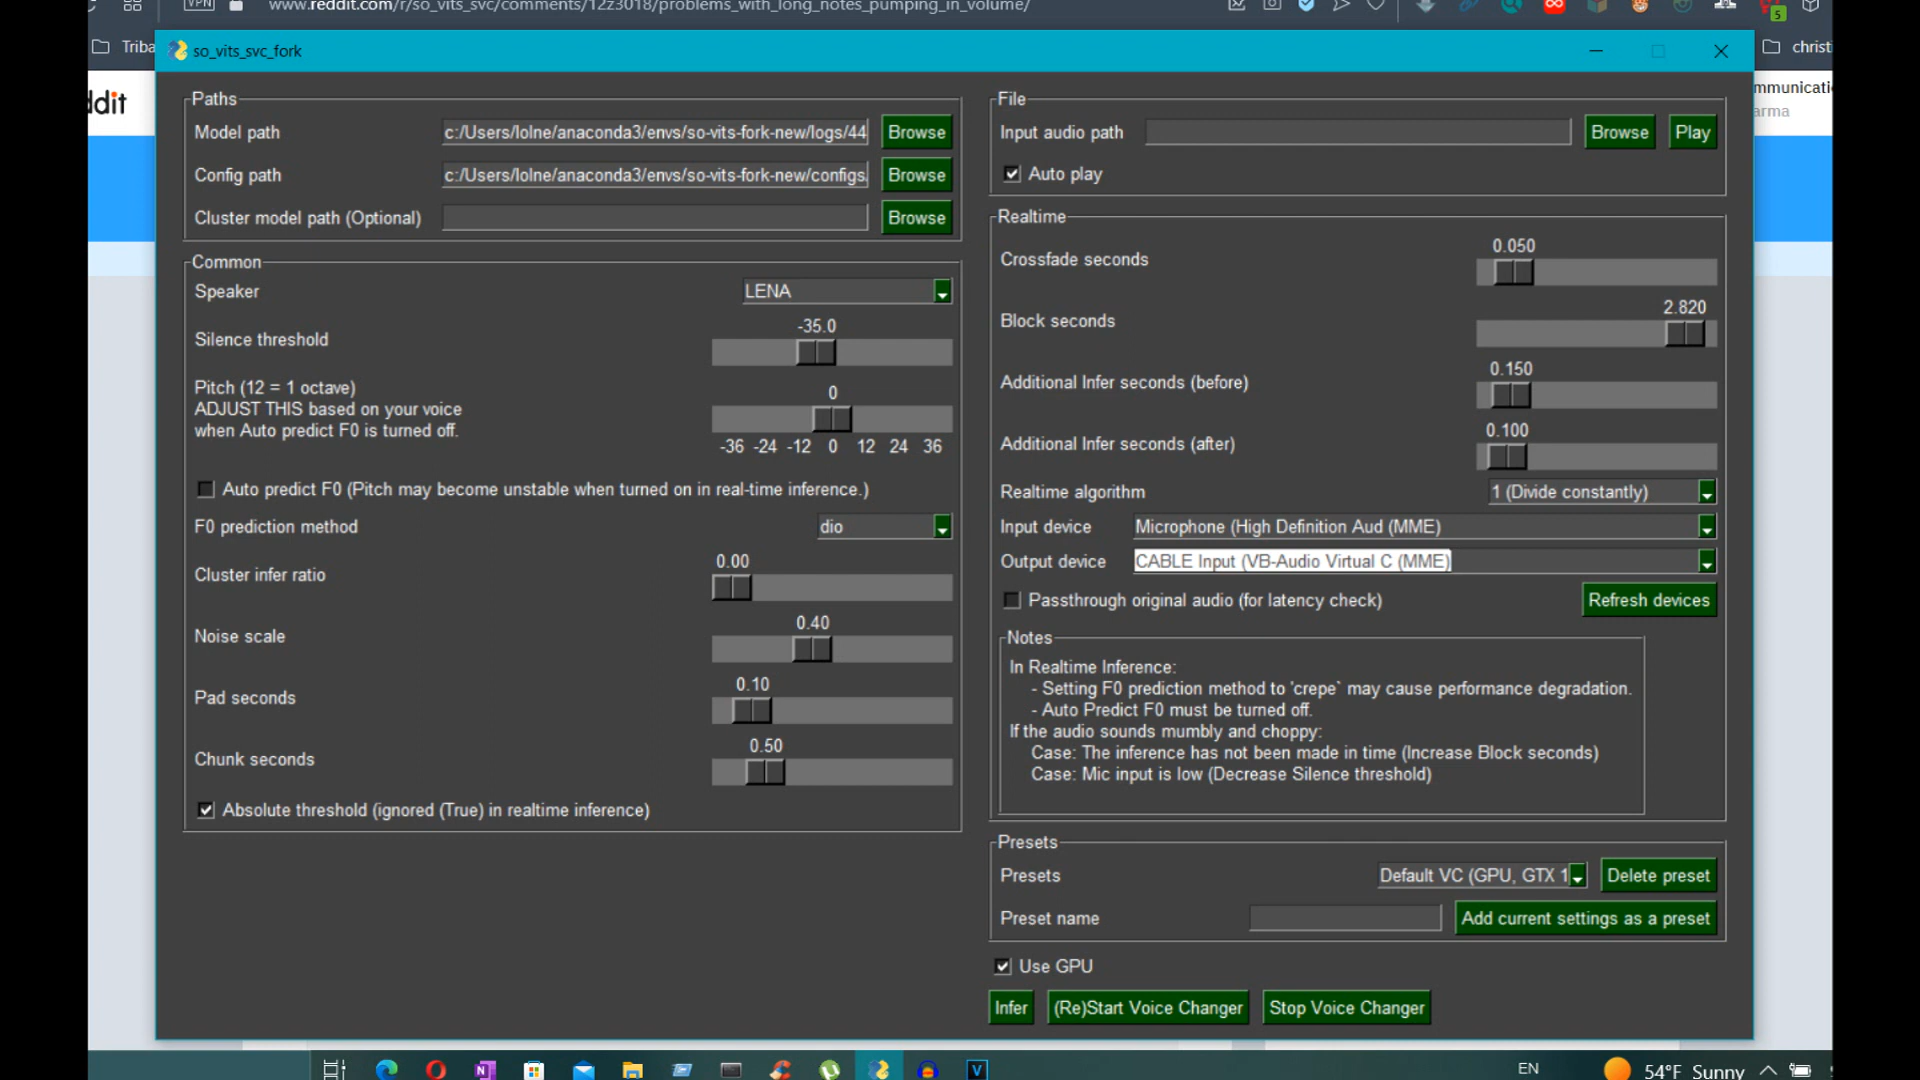 VPN
www.reddit.com/r/so_vits_svc/comments/12z3018/problems_with_long_notes_pumping_in_volume/
5
Triba
christi
ddit
mmunicati
arma
so_vits_svc_fork
Paths
Model path
c:/Users/lolne/anaconda3/envs/so-vits-fork-new/logs/44
Browse
Config path
c:/Users/lolne/anaconda3/envs/so-vits-fork-new/configs
Browse
Cluster model path (Optional)
Browse
Common
Speaker
LENA
Silence threshold
-35.0
Pitch (12 = 1 octave)
ADJUST THIS based on your voice
when Auto predict F0 is turned off.
0
-36 -24 -12 0 12 24 36
Auto predict F0 (Pitch may become unstable when turned on in real-time inference.)
F0 prediction method
dio
Cluster infer ratio
0.00
Noise scale
0.40
Pad seconds
0.10
Chunk seconds
0.50
Absolute threshold (ignored (True) in realtime inference)
File
Input audio path
Browse
Play
Auto play
Realtime
Crossfade seconds
0.050
Block seconds
2.820
Additional Infer seconds (before)
0.150
Additional Infer seconds (after)
0.100
Realtime algorithm
1 (Divide constantly)
Input device
Microphone (High Definition Aud (MME)
Output device
CABLE Input (VB-Audio Virtual C (MME)
Passthrough original audio (for latency check)
Refresh devices
Notes
In Realtime Inference:
- Setting F0 prediction method to 'crepe` may cause performance degradation.
- Auto Predict F0 must be turned off.
If the audio sounds mumbly and choppy:
Case: The inference has not been made in time (Increase Block seconds)
Case: Mic input is low (Decrease Silence threshold)
Presets
Presets
Default VC (GPU, GTX 1
Delete preset
Preset name
Add current settings as a preset
Use GPU
Infer
(Re)Start Voice Changer
Stop Voice Changer
EN
54°F Sunny